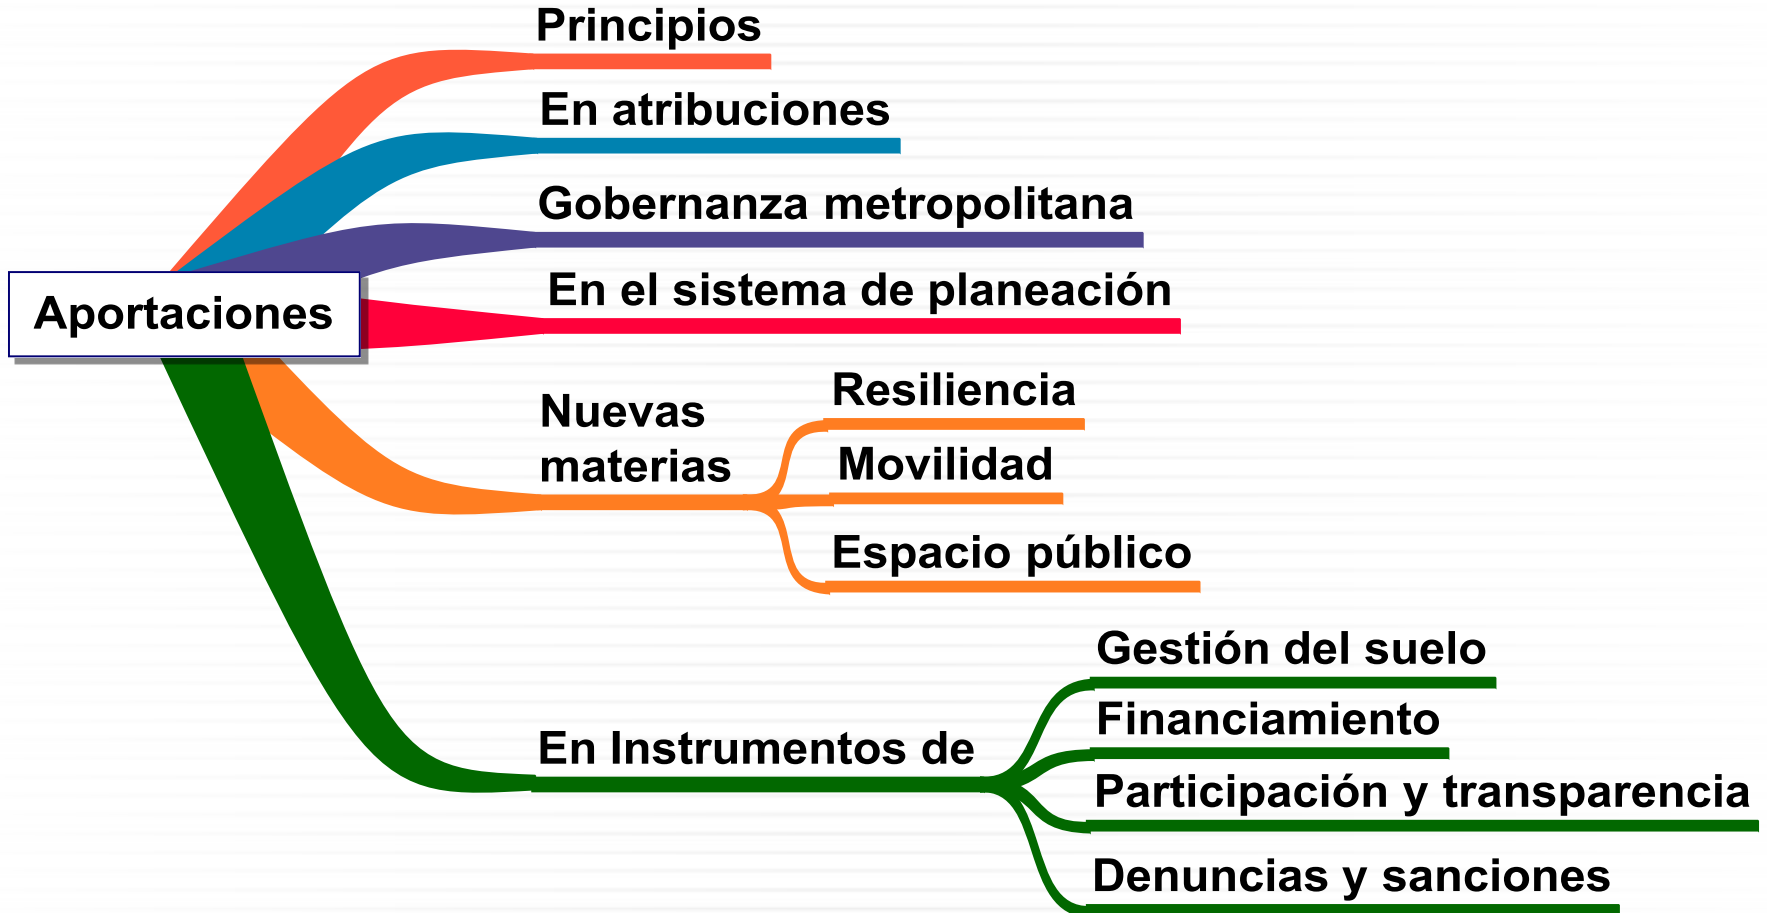 Principios
En atribuciones
Gobernanza metropolitana
En el sistema de planeación
Aportaciones
Nuevas
materias
Resiliencia
Movilidad
Espacio público
En Instrumentos de
Gestión del suelo
Financiamiento
Participación y transparencia
Denuncias y sanciones